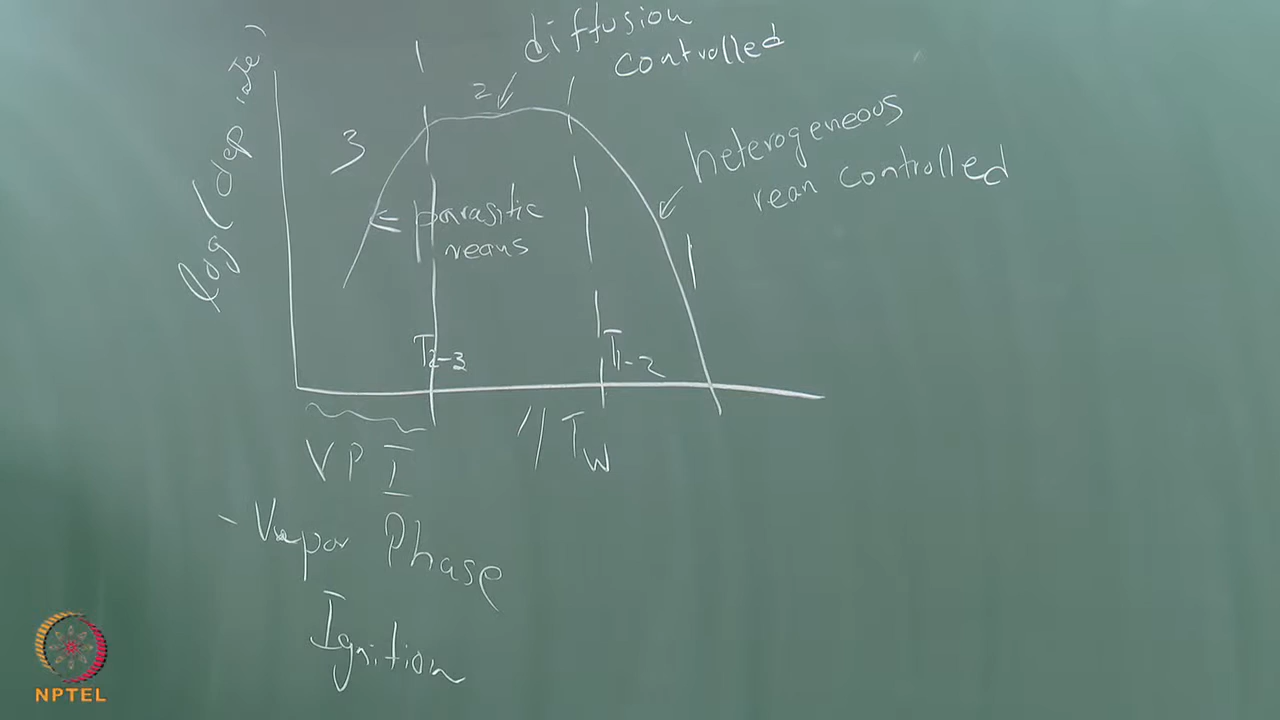 diffusion
controlled
2
3
heterogeneous
rean controlled
log (dep rate)
parasitic
reans
1
T2-3
T1-2
1/Tw
VPI
- Vapor Phase
Ignition
NPTEL